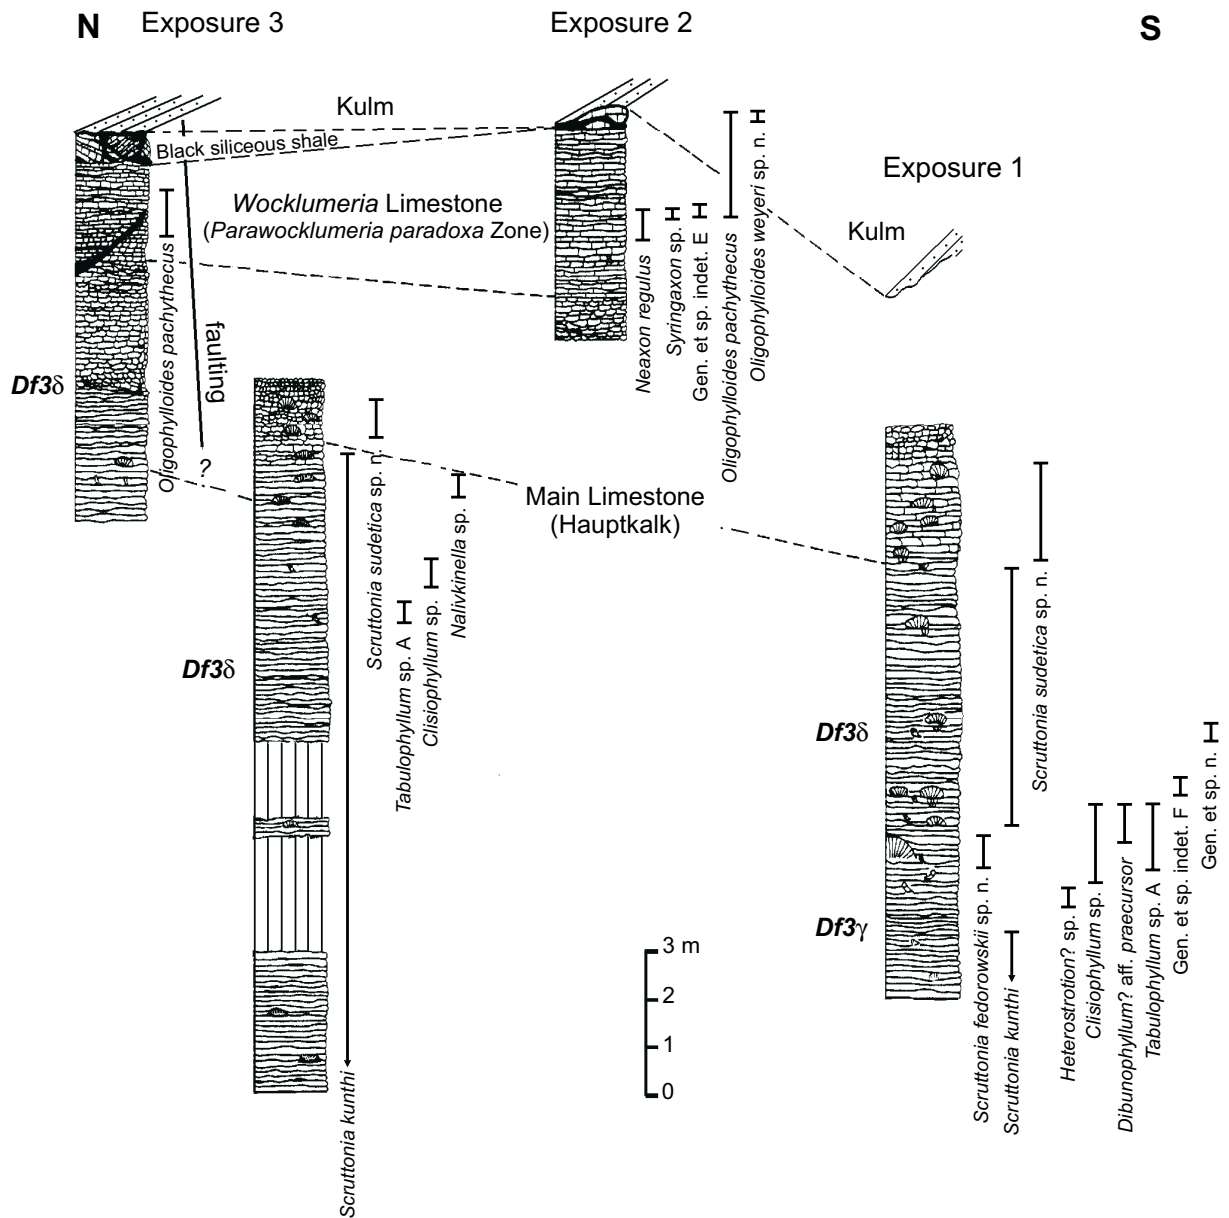 N
Exposure 3
Exposure 2
S
Kulm
Black siliceous shale
Exposure 1
Wocklumeria Limestone
(Parawocklumeria paradoxa Zone)
Kulm
Oligophylloides pachythecus
faulting
?
Df3δ
Neaxon regulus
Syringaxon sp.
Gen. et sp. indet. E
Oligophylloides pachythecus
Oligophylloides weyeri sp. n.
Main Limestone
(Hauptkalk)
Df3δ
Scruttonia kunthi
Scruttonia sudetica sp. n.
Tabulophyllum sp. A
Clisiophyllum sp.
Nalivkinella sp.
3 m
2
1
0
Df3δ
Df3γ
Scruttonia fedorowskii sp. n.
Scruttonia kunthi
Scruttonia sudetica sp. n.
Heterostrotion? sp.
Clisiophyllum sp.
Dibunophyllum? aff. praecursor
Tabulophyllum sp. A
Gen. et sp. indet. F
Gen. et sp. n.